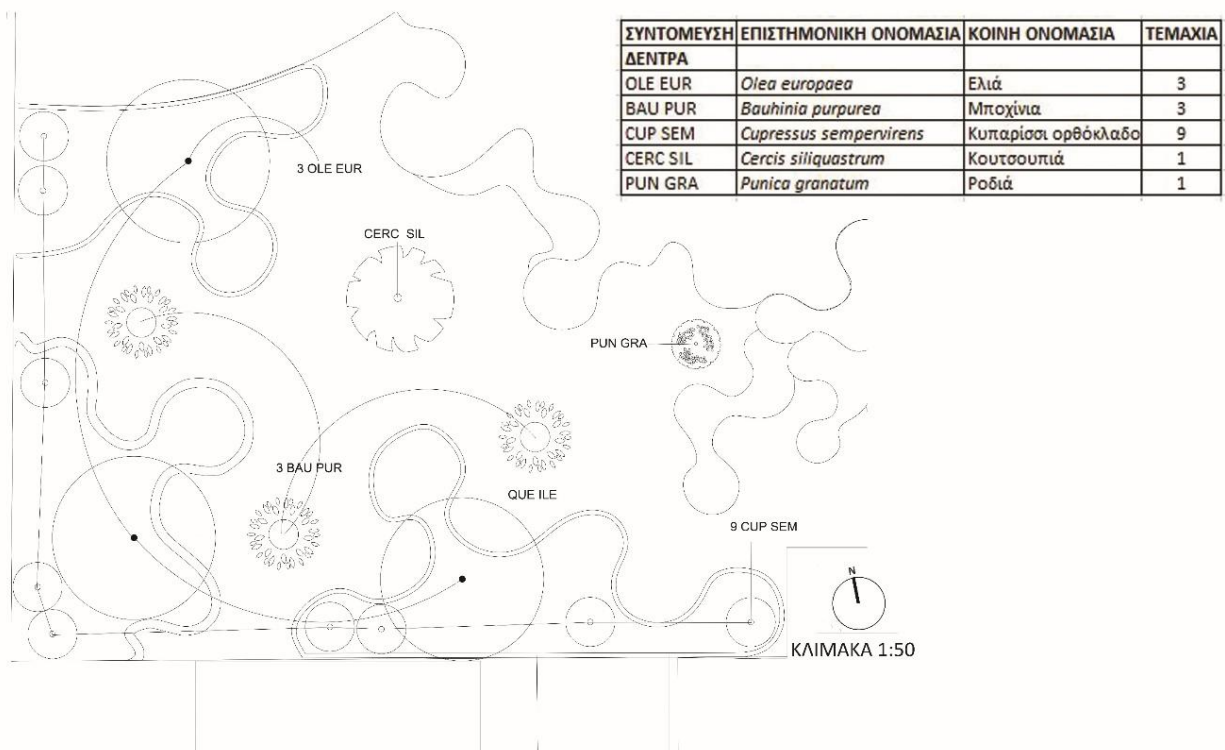 ΣΥΝΤΟΜΕΥΣΗ ΕΠΙΣΤΗΜΟΝΙΚΗ ΟΝΟΜΑΣΙΑ ΚΟΙΝΗ ΟΝΟΜΑΣΙΑ ΤΕΜΑΧΙΑ
ΔΕΝΤΡΑ
OLE EUR Olea europaea Ελιά 3
BAU PUR Bauhinia purpurea Μποχίνια 3
CUP SEM Cupressus sempervirens Κυπαρίσσι ορθόκλαδο 9
CERC SIL Cercis siliquastrum Κουτσουπιά 1
PUN GRA Punica granatum Ροδιά 1
3 OLE EUR
CERC SIL
PUN GRA
3 BAU PUR
QUE ILE
9 CUP SEM
N
ΚΛΙΜΑΚΑ 1:50